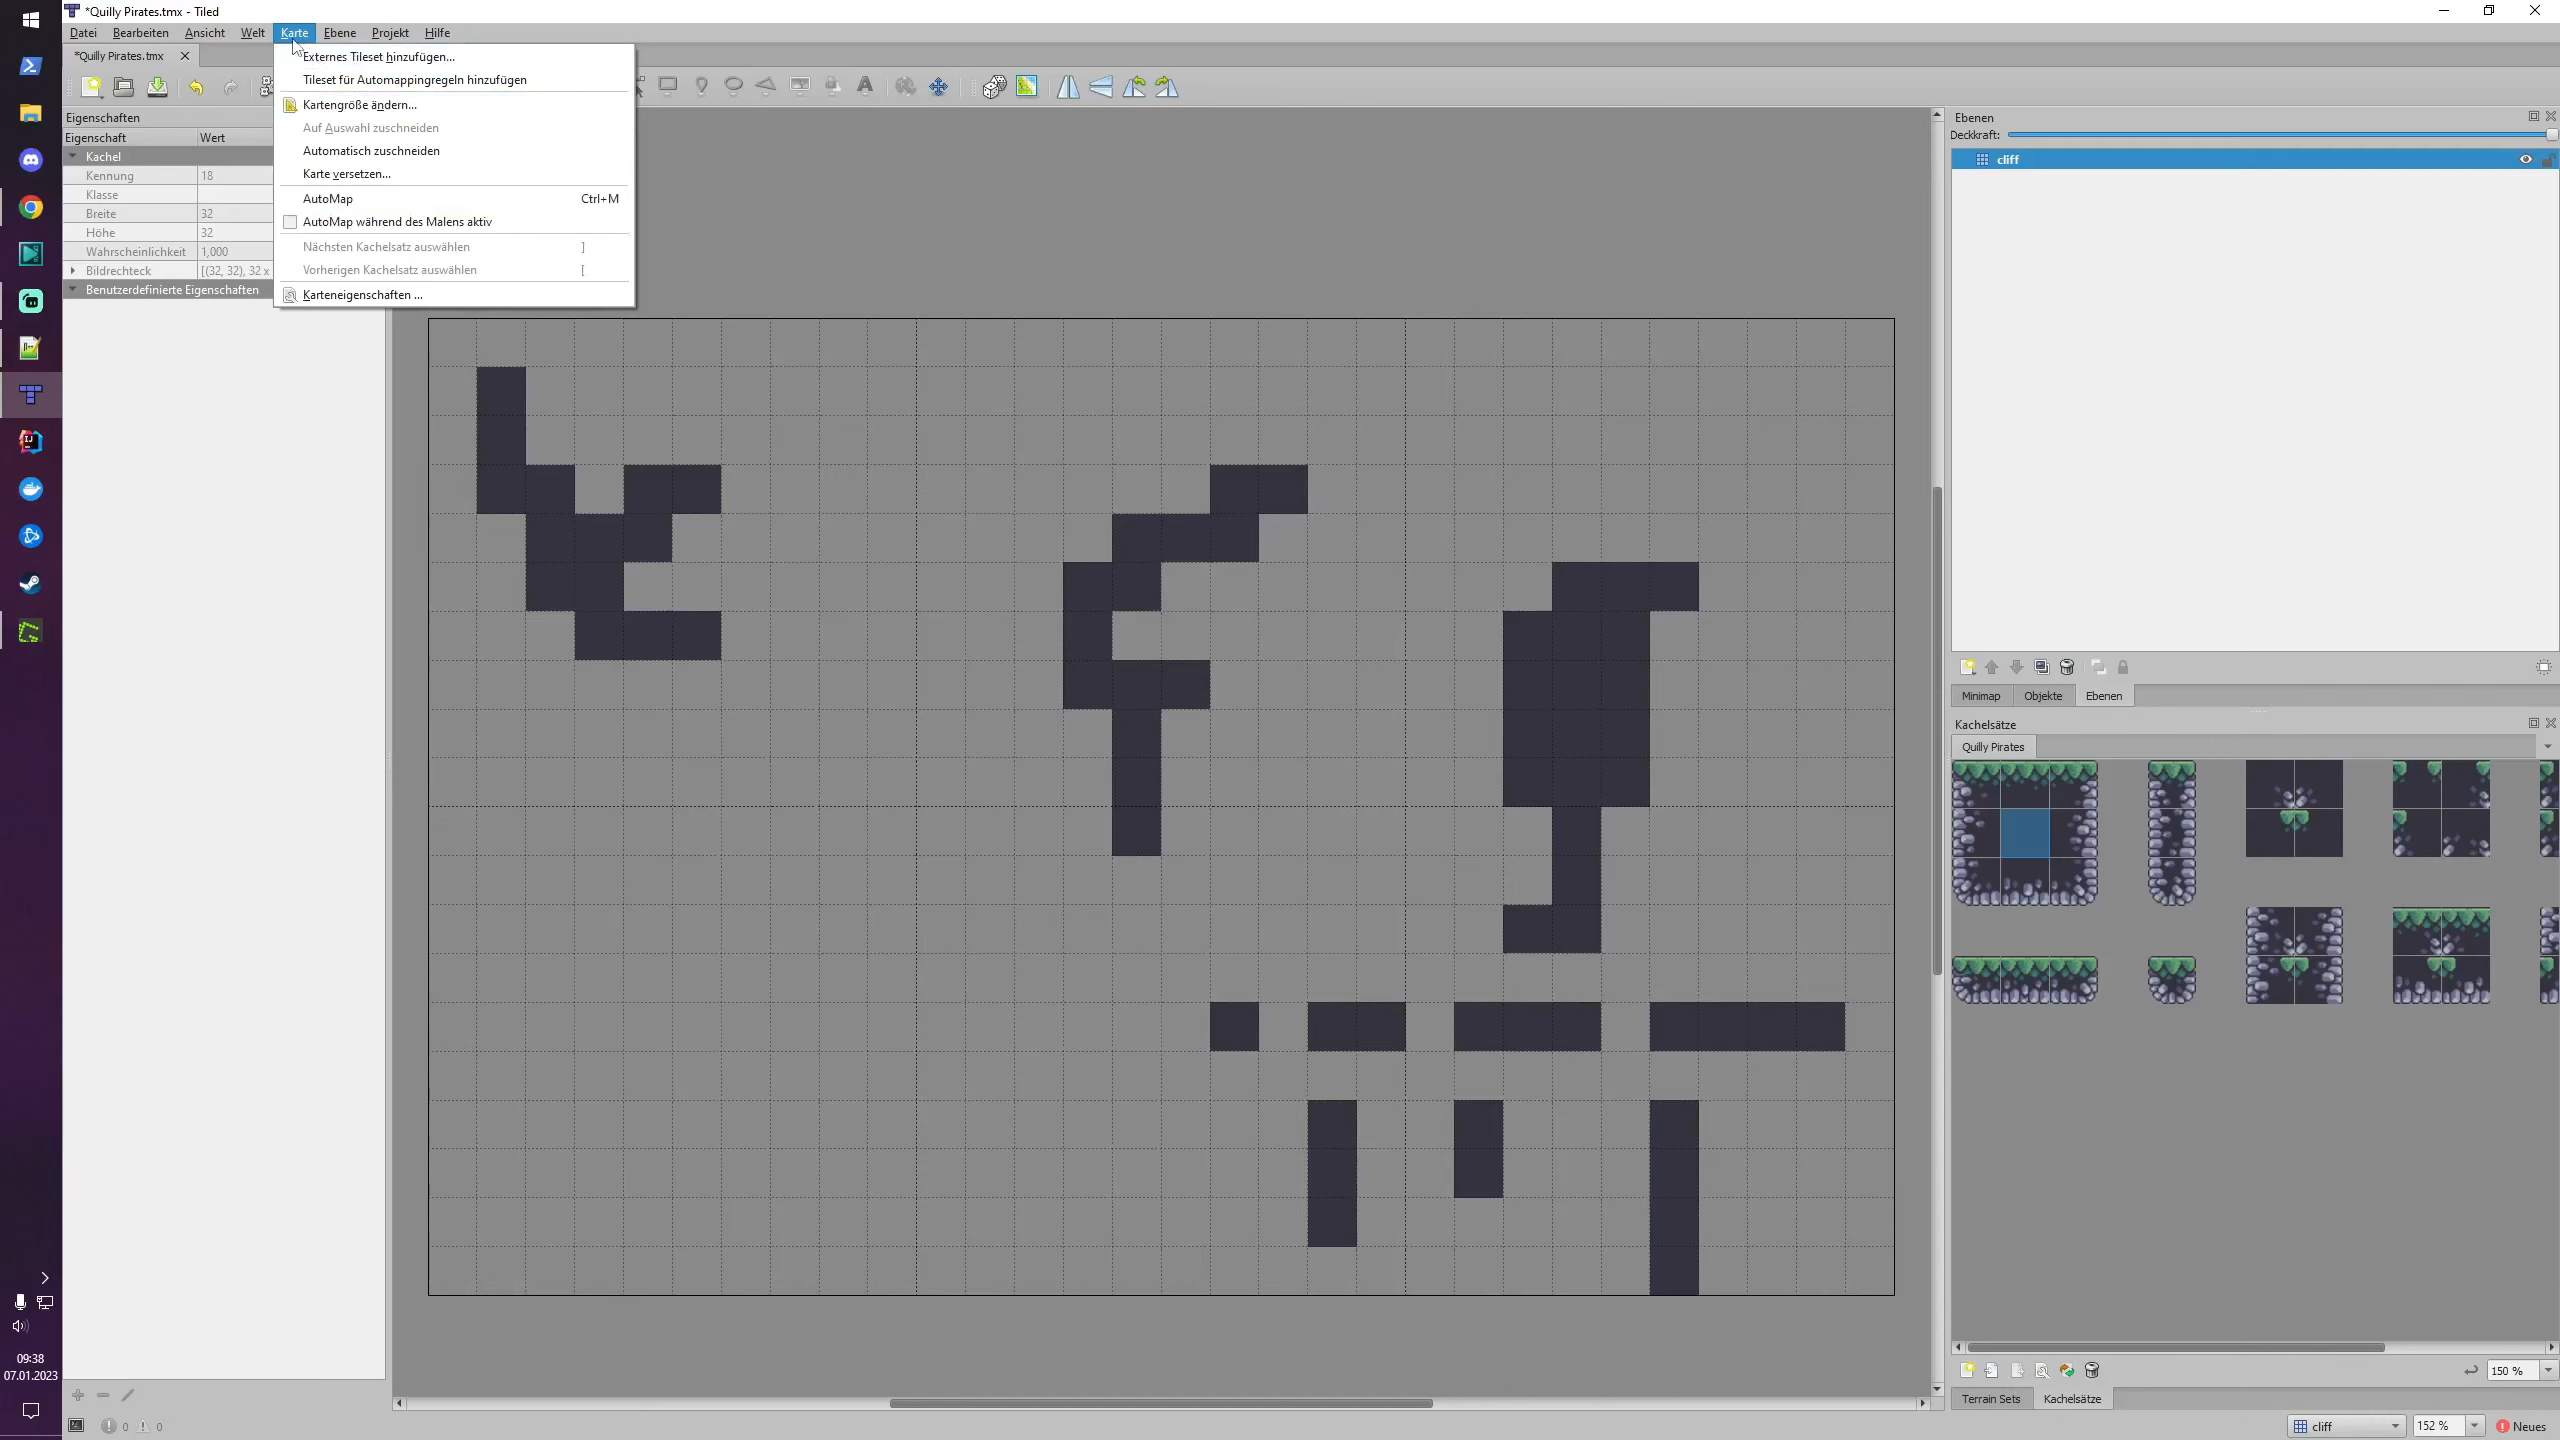 *Quilly Pirates.tmx - Tiled
Datei Bearbeiten Ansicht Welt Karte Ebene Projekt Hilfe
*Quilly Pirates.tmx
Externes Tileset hinzufügen...
Tileset für Automappingregeln hinzufügen
Kartengröße ändern...
Auf Auswahl zuschneiden
Automatisch zuschneiden
Karte versetzen...
AutoMap Ctrl+M
AutoMap während des Malens aktiv
Nächsten Kachelsatz auswählen ]
Vorherigen Kachelsatz auswählen [
Karteneigenschaften ...
Eigenschaften
Eigenschaft Wert
Kachel
Kennung 18
Klasse
Breite 32
Höhe 32
Wahrscheinlichkeit 1,000
Bildrechteck [(32, 32), 32 x
Benutzerdefinierte Eigenschaften
Ebenen
Deckkraft:
cliff
Minimap Objekte Ebenen
Kachelsätze
Quilly Pirates
150 %
Terrain Sets Kachelsätze
09:38
07.01.2023
0 0
cliff 152 % Neues